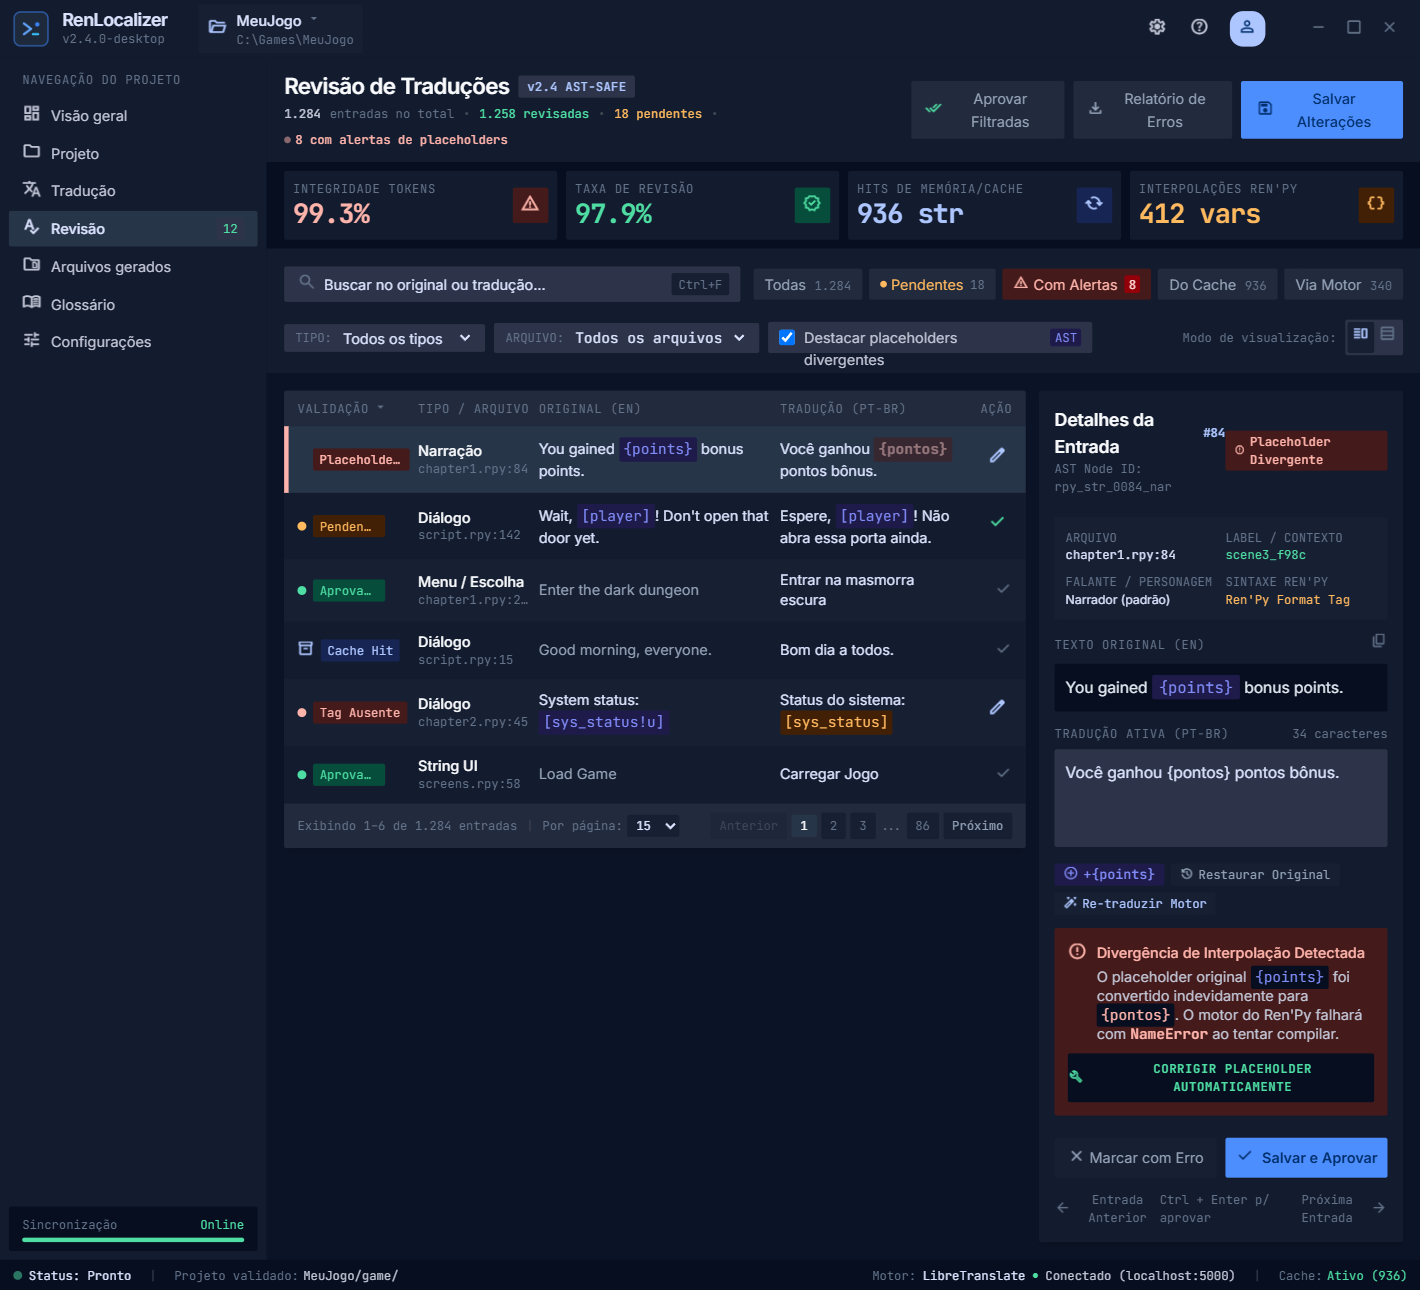 RenLocalizer
v2.4.0-desktop
MeuJogo
C:\Games\MeuJogo
NAVEGAÇÃO DO PROJETO
Visão geral
Projeto
Tradução
Revisão 12
Arquivos gerados
Glossário
Configurações
Sincronização Online
Revisão de Traduções v2.4 AST-SAFE
1.284 entradas no total • 1.258 revisadas • 18 pendentes •
8 com alertas de placeholders
Aprovar
Filtradas
Relatório de
Erros
Salvar
Alterações
INTEGRIDADE TOKENS
99.3%
TAXA DE REVISÃO
97.9%
HITS DE MEMÓRIA/CACHE
936 str
INTERPOLAÇÕES REN'PY
412 vars
{}
Buscar no original ou tradução... Ctrl+F
Todas 1.284
Pendentes 18
Com Alertas 8
Do Cache 936
Via Motor 340
TIPO: Todos os tipos
ARQUIVO: Todos os arquivos
Destacar placeholders
divergentes
AST
Modo de visualização:
VALIDAÇÃO TIPO / ARQUIVO ORIGINAL (EN) TRADUÇÃO (PT-BR) AÇÃO
Placeholde…
Narração
chapter1.rpy:84
You gained {points} bonus
points.
Você ganhou {pontos}
pontos bônus.
Penden…
Diálogo
script.rpy:142
Wait, [player]! Don't open that
door yet.
Espere, [player]! Não
abra essa porta ainda.
Aprova…
Menu / Escolha
chapter1.rpy:2…
Enter the dark dungeon
Entrar na masmorra
escura
Cache Hit
Diálogo
script.rpy:15
Good morning, everyone.
Bom dia a todos.
Tag Ausente
Diálogo
chapter2.rpy:45
System status:
[sys_status!u]
Status do sistema:
[sys_status]
Aprova…
String UI
screens.rpy:58
Load Game
Carregar Jogo
Exibindo 1–6 de 1.284 entradas | Por página: 15
Anterior 1 2 3 ... 86 Próximo
Detalhes da
Entrada
#84
Placeholder
Divergente
AST Node ID:
rpy_str_0084_nar
ARQUIVO
chapter1.rpy:84
LABEL / CONTEXTO
scene3_f98c
FALANTE / PERSONAGEM
Narrador (padrão)
SINTAXE REN'PY
Ren'Py Format Tag
TEXTO ORIGINAL (EN)
You gained {points} bonus points.
TRADUÇÃO ATIVA (PT-BR) 34 caracteres
Você ganhou {pontos} pontos bônus.
+{points}
Restaurar Original
Re-traduzir Motor
Divergência de Interpolação Detectada
O placeholder original {points} foi
convertido indevidamente para
{pontos}. O motor do Ren'Py falhará
com NameError ao tentar compilar.
CORRIGIR PLACEHOLDER
AUTOMATICAMENTE
Marcar com Erro
Salvar e Aprovar
Entrada
Anterior
Ctrl + Enter p/
aprovar
Próxima
Entrada
Status: Pronto | Projeto validado: MeuJogo/game/
Motor: LibreTranslate • Conectado (localhost:5000) | Cache: Ativo (936)